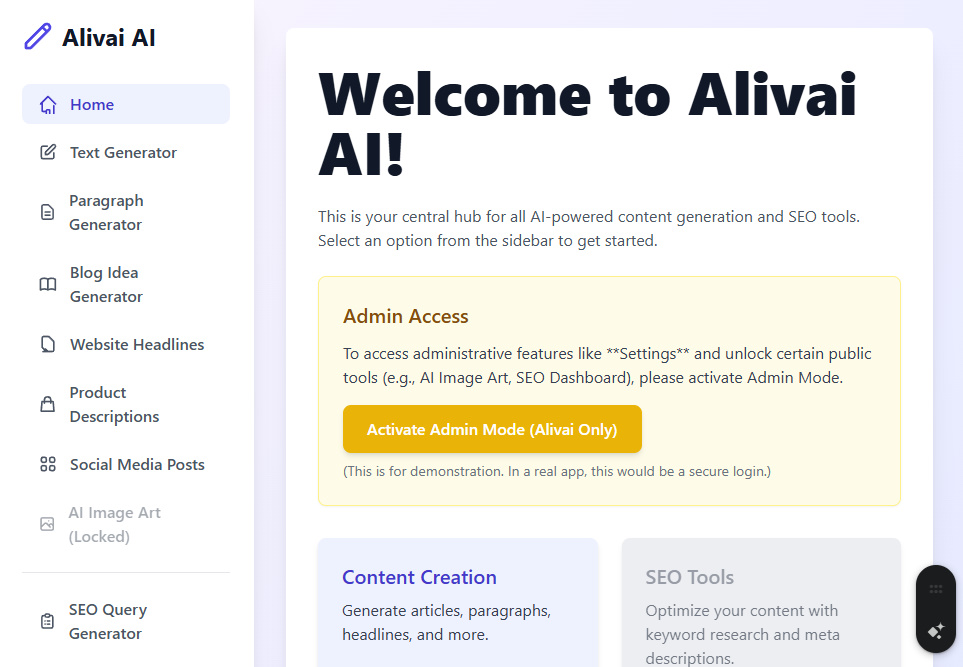 Alivai AI
Home
Text Generator
Paragraph
Generator
Blog Idea
Generator
Website Headlines
Product
Descriptions
Social Media Posts
AI Image Art
(Locked)
SEO Query
Generator
Welcome to Alivai
AI!
This is your central hub for all AI-powered content generation and SEO tools.
Select an option from the sidebar to get started.
Admin Access
To access administrative features like **Settings** and unlock certain public
tools (e.g., AI Image Art, SEO Dashboard), please activate Admin Mode.
Activate Admin Mode (Alivai Only)
(This is for demonstration. In a real app, this would be a secure login.)
Content Creation
Generate articles, paragraphs,
headlines, and more.
SEO Tools
Optimize your content with
keyword research and meta
descriptions.